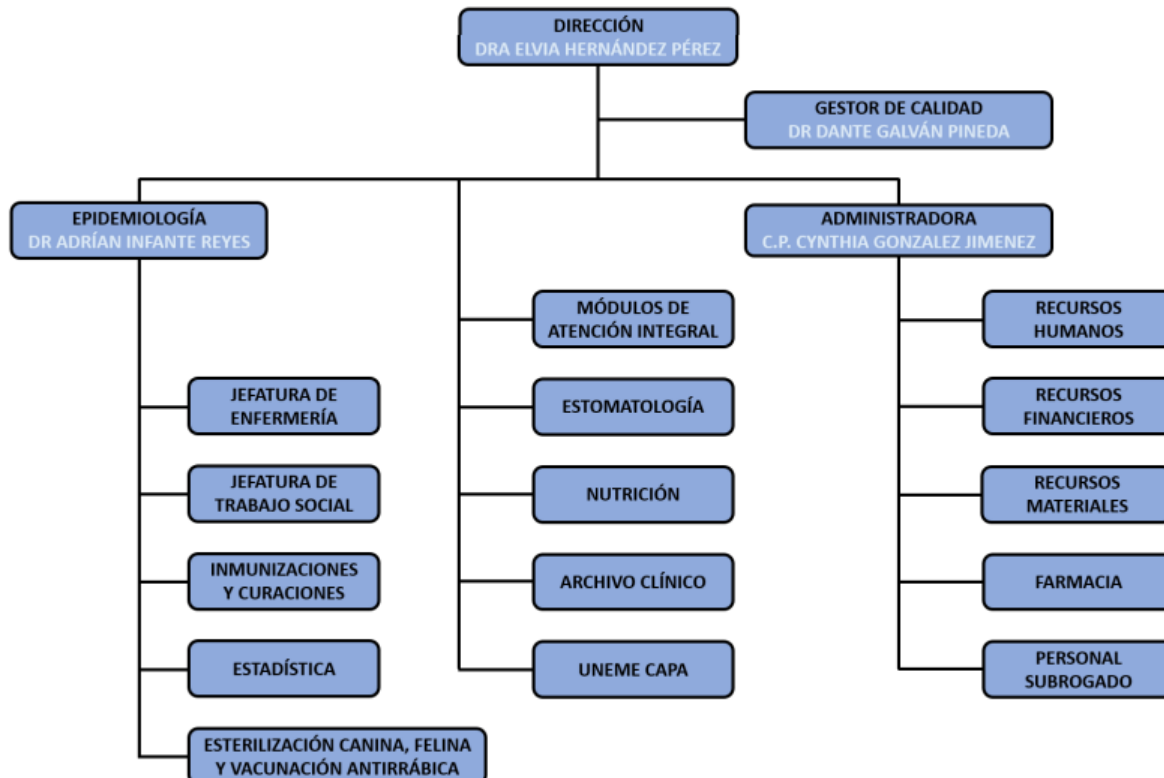 DIRECCIÓN
DRA ELVIA HERNÁNDEZ PÉREZ
GESTOR DE CALIDAD
DR DANTE GALVÁN PINEDA
EPIDEMIOLOGÍA
DR ADRÍAN INFANTE REYES
ADMINISTRADORA
C.P. CYNTHIA GONZALEZ JIMENEZ
JEFATURA DE
ENFERMERÍA
JEFATURA DE
TRABAJO SOCIAL
INMUNIZACIONES
Y CURACIONES
ESTADÍSTICA
ESTERILIZACIÓN CANINA, FELINA
Y VACUNACIÓN ANTIRRÁBICA
MÓDULOS DE
ATENCIÓN INTEGRAL
ESTOMATOLOGÍA
NUTRICIÓN
ARCHIVO CLÍNICO
UNEME CAPA
RECURSOS
HUMANOS
RECURSOS
FINANCIEROS
RECURSOS
MATERIALES
FARMACIA
PERSONAL
SUBROGADO